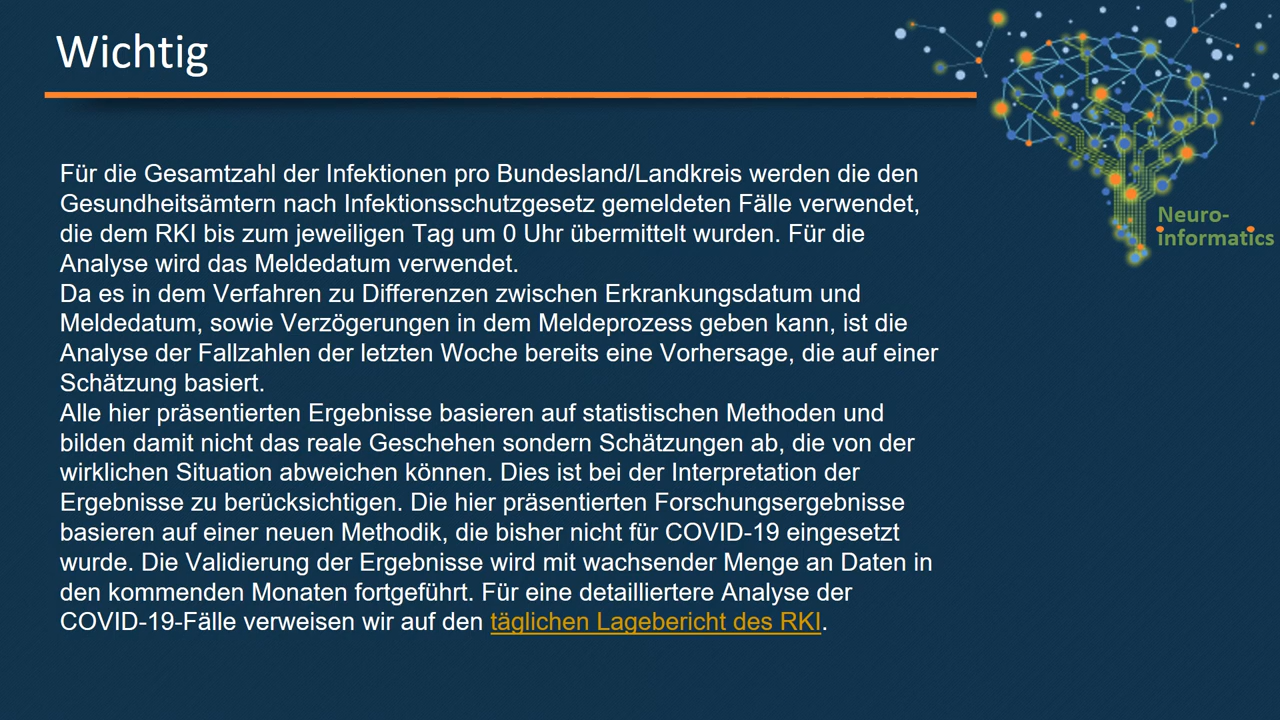 Wichtig
Für die Gesamtzahl der Infektionen pro Bundesland/Landkreis werden die den
Gesundheitsämtern nach Infektionsschutzgesetz gemeldeten Fälle verwendet,
die dem RKI bis zum jeweiligen Tag um 0 Uhr übermittelt wurden. Für die
Analyse wird das Meldedatum verwendet.
Da es in dem Verfahren zu Differenzen zwischen Erkrankungsdatum und
Meldedatum, sowie Verzögerungen in dem Meldeprozess geben kann, ist die
Analyse der Fallzahlen der letzten Woche bereits eine Vorhersage, die auf einer
Schätzung basiert.
Alle hier präsentierten Ergebnisse basieren auf statistischen Methoden und
bilden damit nicht das reale Geschehen sondern Schätzungen ab, die von der
wirklichen Situation abweichen können. Dies ist bei der Interpretation der
Ergebnisse zu berücksichtigen. Die hier präsentierten Forschungsergebnisse
basieren auf einer neuen Methodik, die bisher nicht für COVID-19 eingesetzt
wurde. Die Validierung der Ergebnisse wird mit wachsender Menge an Daten in
den kommenden Monaten fortgeführt. Für eine detailliertere Analyse der
COVID-19-Fälle verweisen wir auf den täglichen Lagebericht des RKI.
Neuro-
informatics